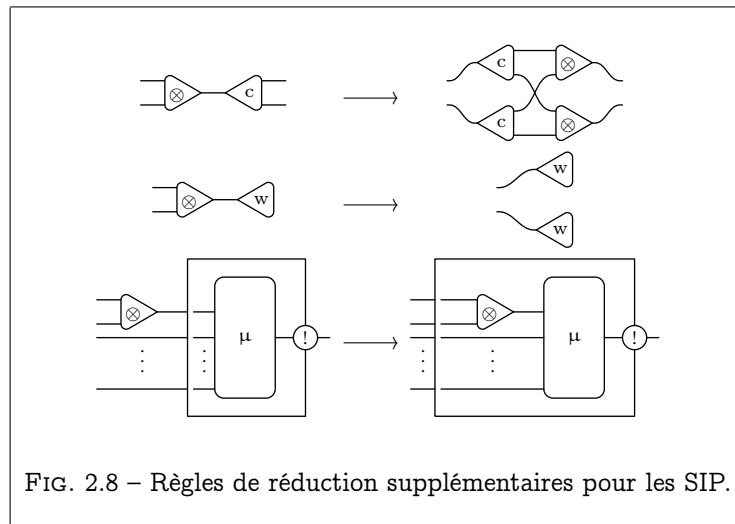 ⊗ c c ⊗
c ⊗
⊗ w w
w
⊗ ⊗
μ ! μ !
⋮ ⋮ ⋮ ⋮
FIG. 2.8 – Règles de réduction supplémentaires pour les SIP.